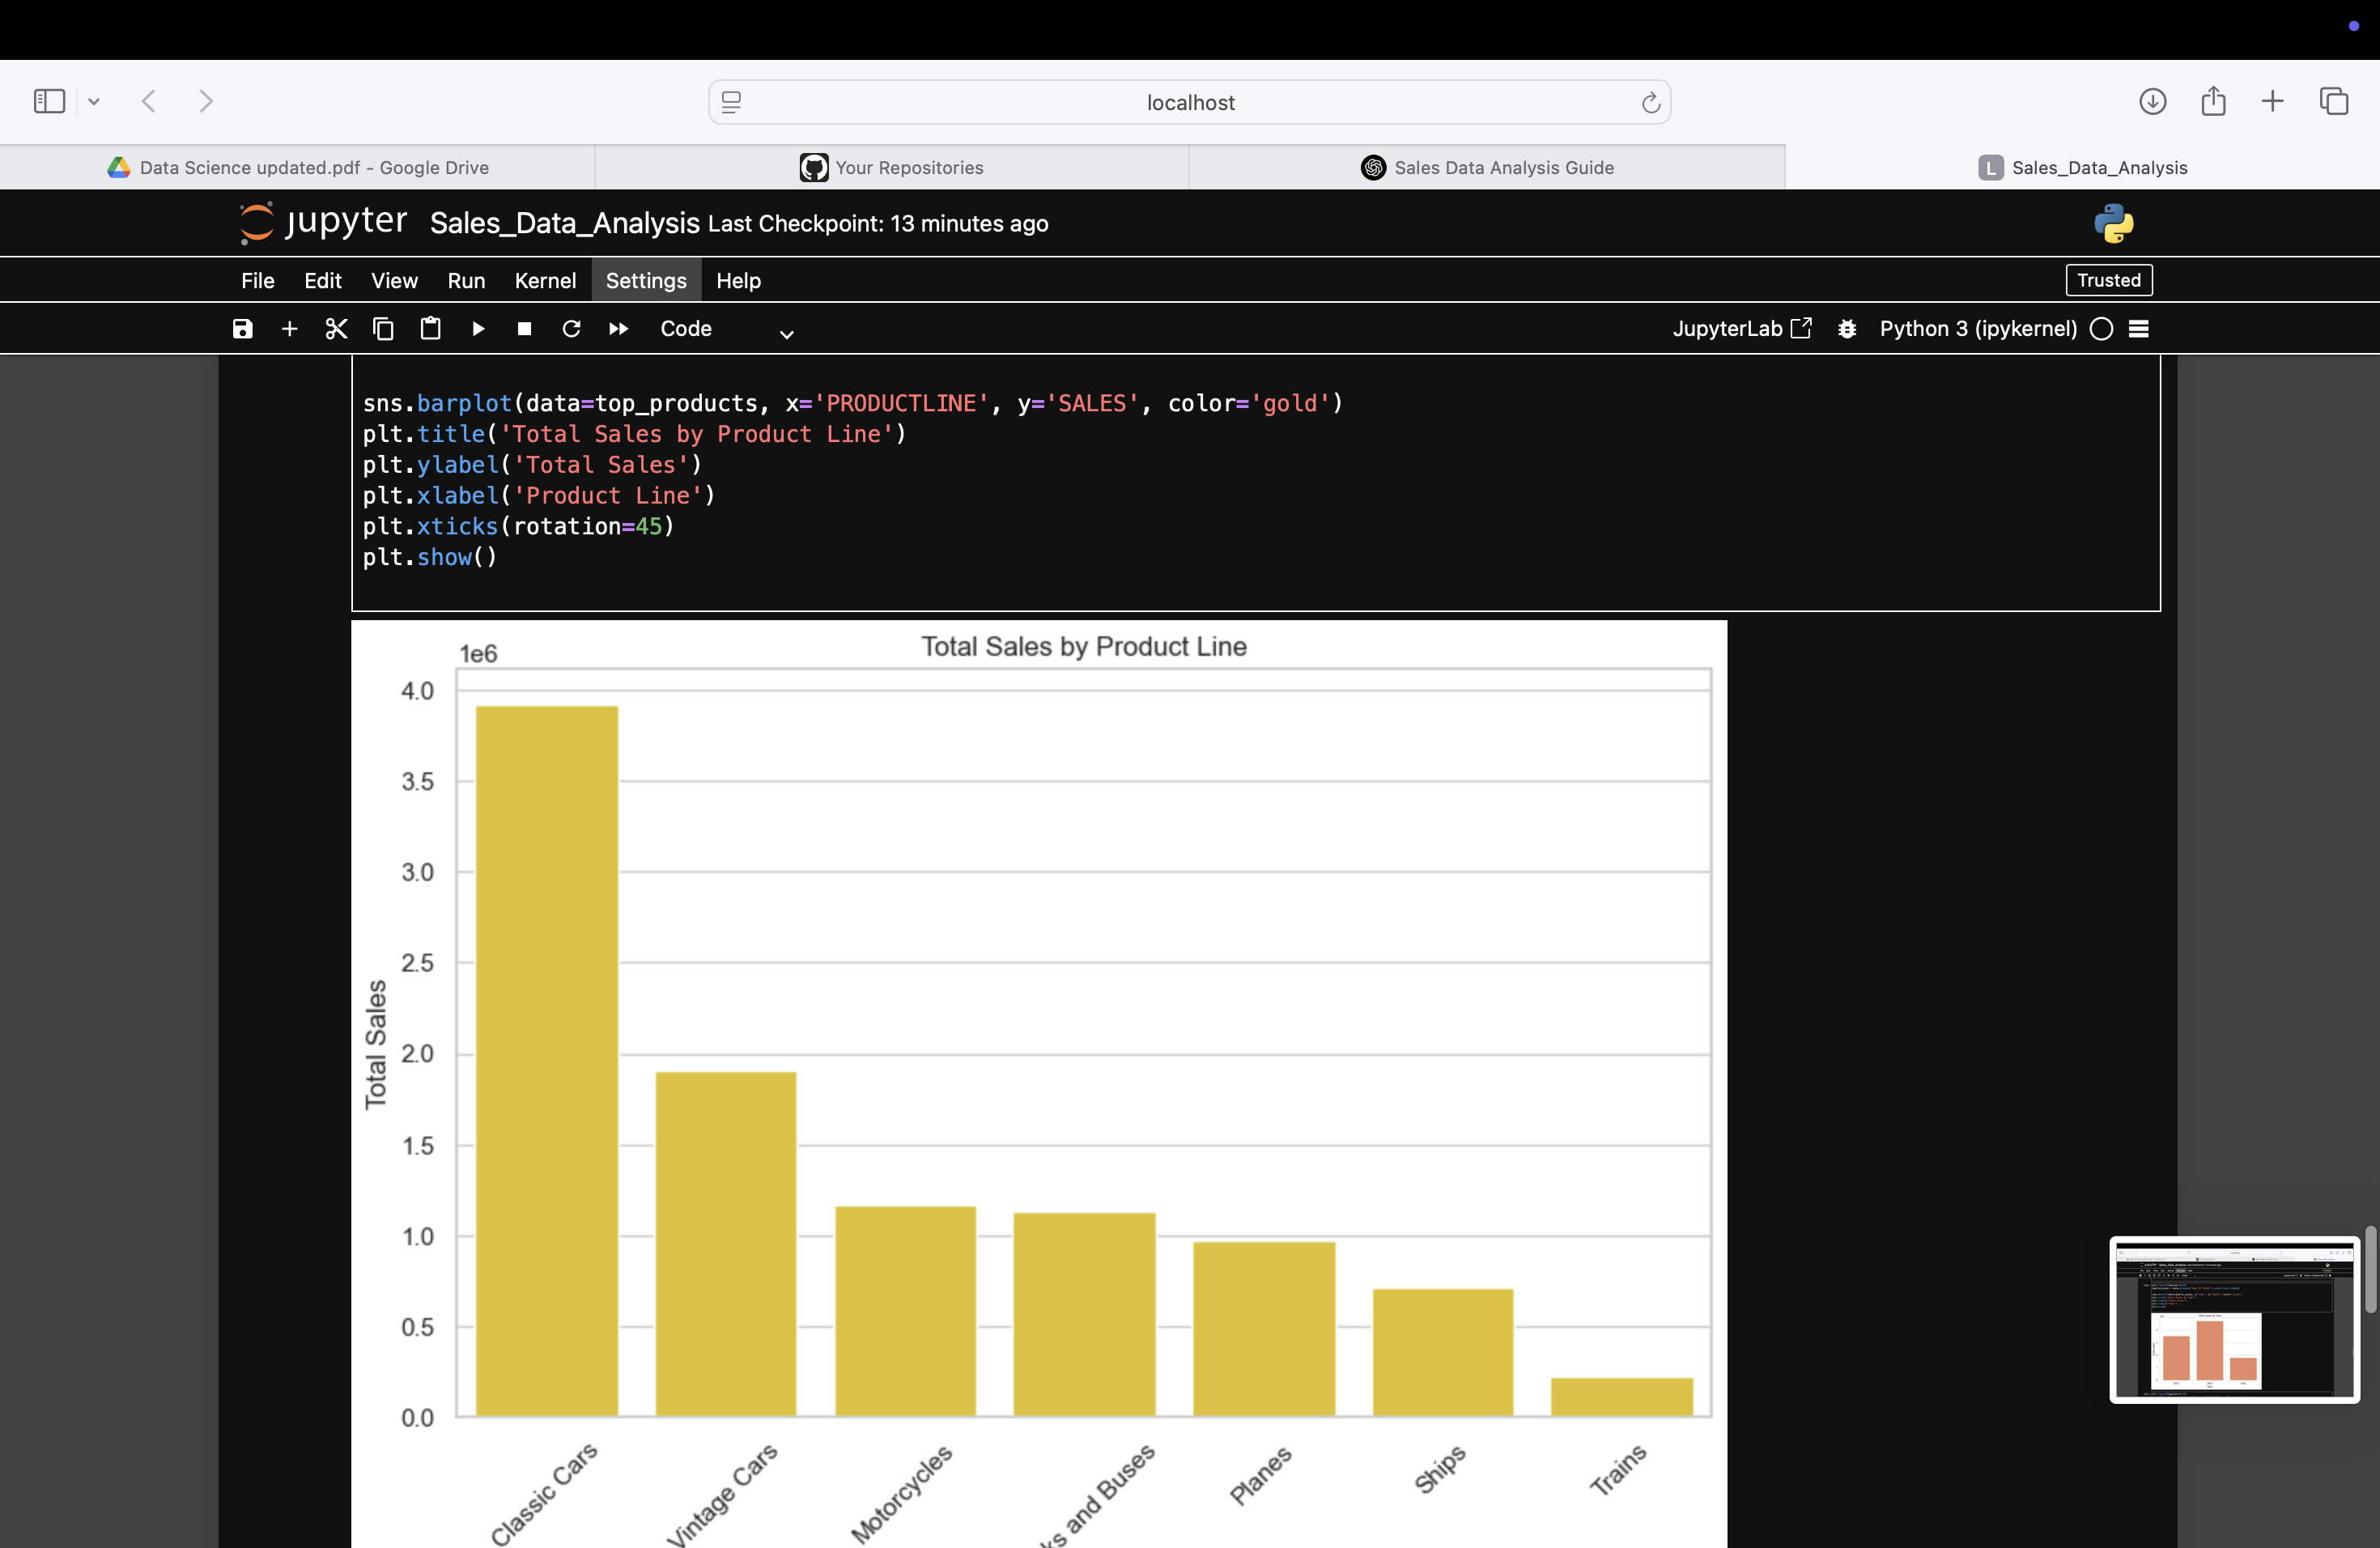 localhost
Data Science updated.pdf - Google Drive
Your Repositories
Sales Data Analysis Guide
L Sales_Data_Analysis
jupyter Sales_Data_Analysis Last Checkpoint: 13 minutes ago
File Edit View Run Kernel Settings Help
Trusted
Code
JupyterLab
Python 3 (ipykernel)
sns.barplot(data=top_products, x='PRODUCTLINE', y='SALES', color='gold')
plt.title('Total Sales by Product Line')
plt.ylabel('Total Sales')
plt.xlabel('Product Line')
plt.xticks(rotation=45)
plt.show()
Total Sales by Product Line
1e6
4.0
3.5
3.0
2.5
2.0
1.5
1.0
0.5
0.0
Total Sales
Classic Cars
Vintage Cars
Motorcycles
ks and Buses
Planes
Ships
Trains